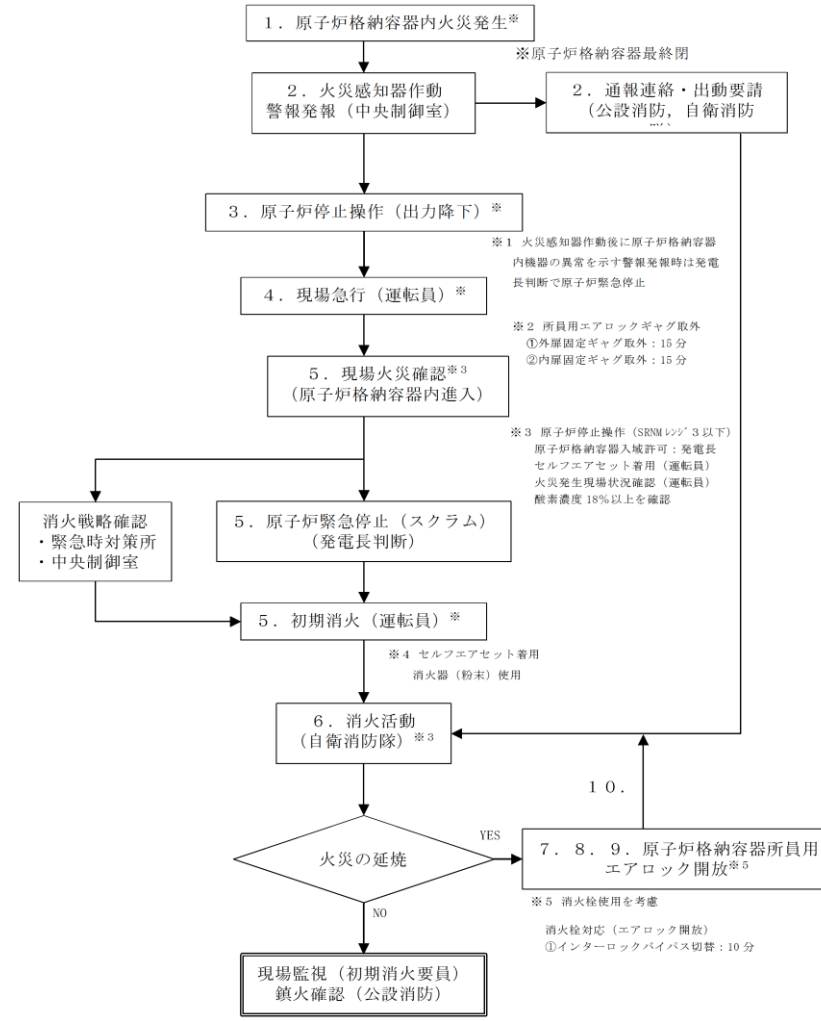 １．原子炉格納容器内火災発生※
※原子炉格納容器最終閉
２．火災感知器作動
警報発報（中央制御室）
２．通報連絡・出動要請
（公設消防，自衛消防
３．原子炉停止操作（出力降下）※
※１ 火災感知器作動後に原子炉格納容器
内機器の異常を示す警報発報時は発電
長判断で原子炉緊急停止
４．現場急行（運転員）※
※２ 所員用エアロックギャグ取外
①外扉固定ギャグ取外：15分
②内扉固定ギャグ取外：15分
５．現場火災確認※３
（原子炉格納容器内進入）
※３ 原子炉停止操作（SRNMﾚﾝｼﾞ３以下）
原子炉格納容器入域許可：発電長
セルフエアセット着用（運転員）
火災発生現場状況確認（運転員）
酸素濃度18％以上を確認
消火戦略確認
・緊急時対策所
・中央制御室
５．原子炉緊急停止（スクラム）
（発電長判断）
５．初期消火（運転員）※
※４ セルフエアセット着用
消火器（粉末）使用
６．消火活動
（自衛消防隊）※３
１０．
火災の延焼
YES
７．８．９．原子炉格納容器所員用
エアロック開放※５
NO
※５ 消火栓使用を考慮
消火栓対応（エアロック開放）
①インターロックバイパス切替：10分
現場監視（初期消火要員）
鎮火確認（公設消防）